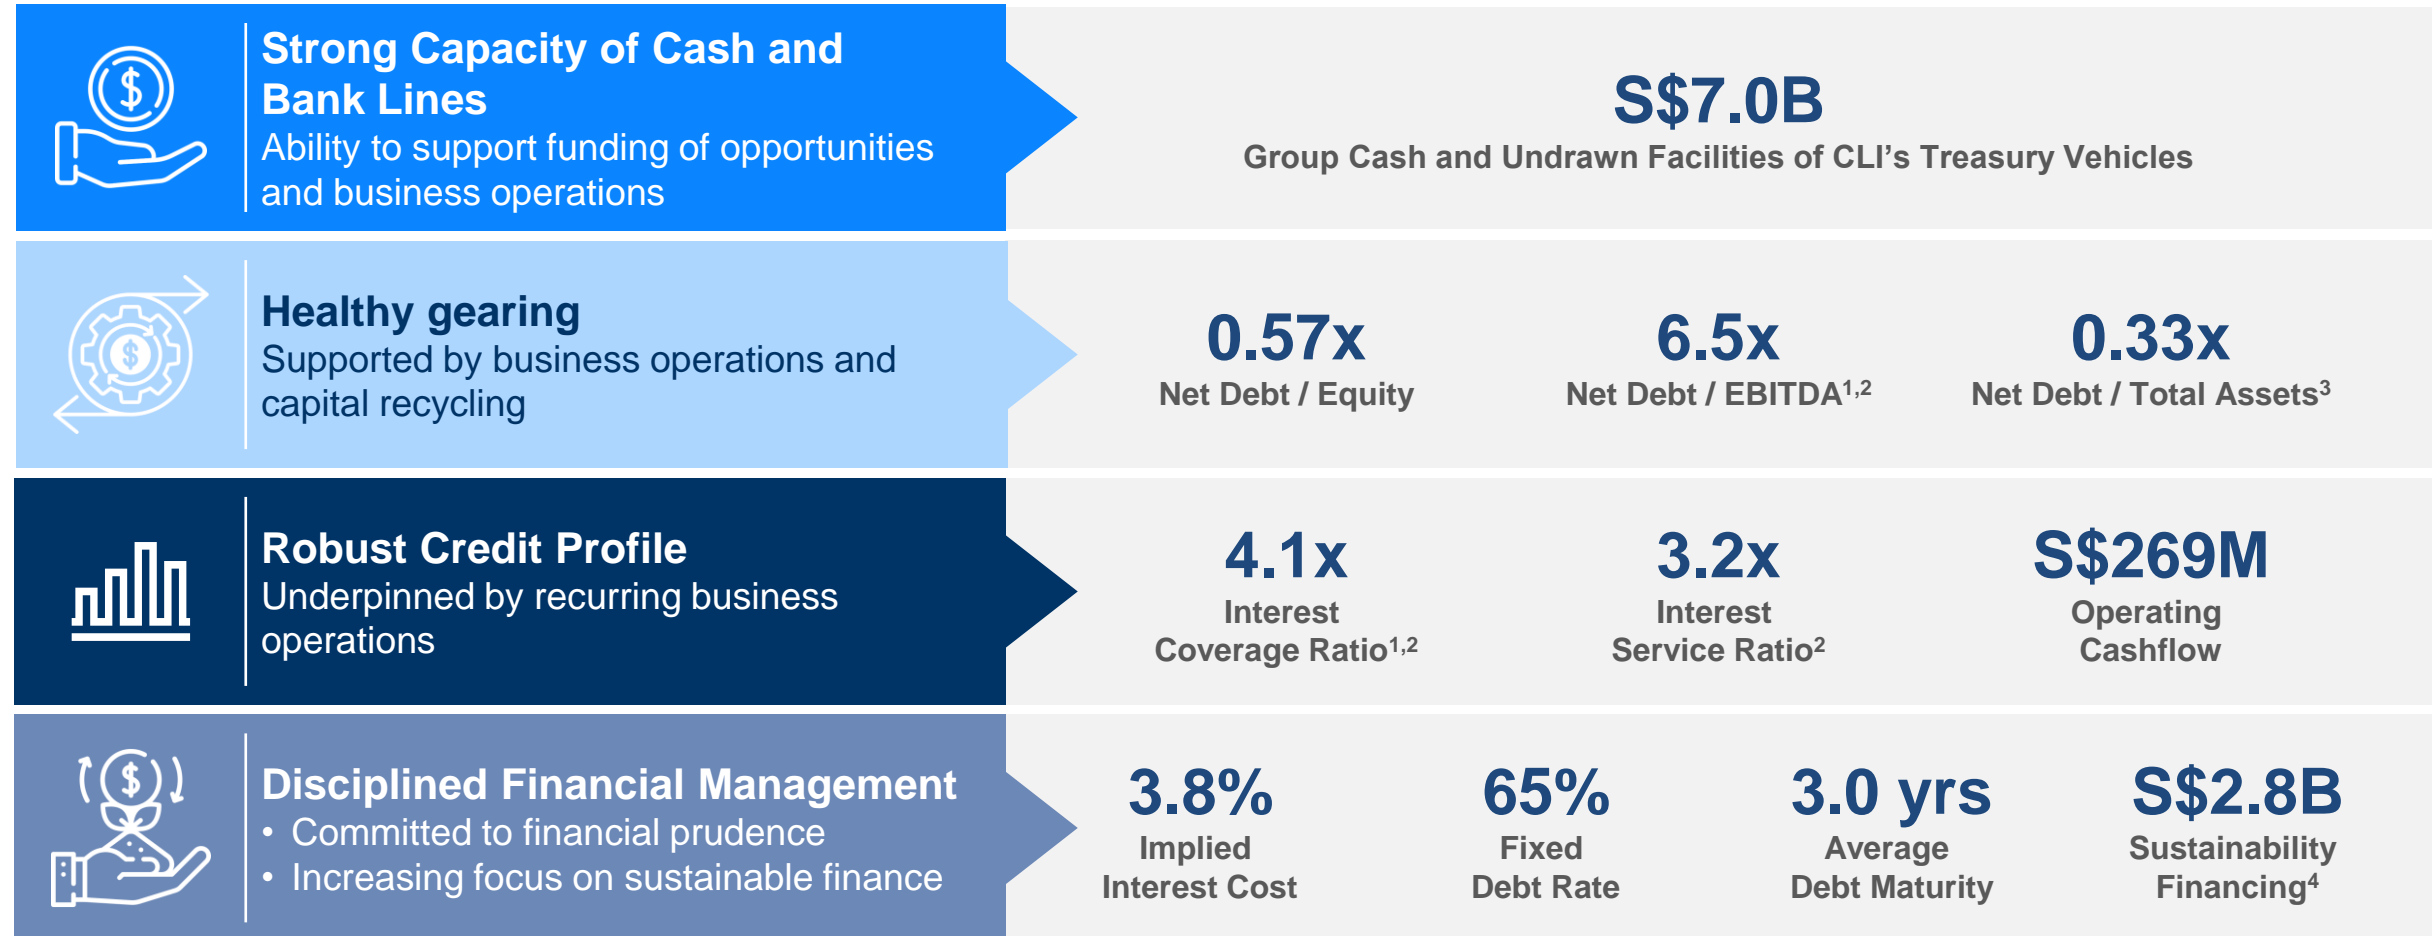 Strong Capacity of Cash and
Bank Lines
Ability to support funding of opportunities
and business operations
S$7.0B
Group Cash and Undrawn Facilities of CLI's Treasury Vehicles
Healthy gearing
Supported by business operations and
capital recycling
0.57x
Net Debt / Equity
6.5x
Net Debt / EBITDA¹,²
0.33x
Net Debt / Total Assets³
Robust Credit Profile
Underpinned by recurring business
operations
4.1x
Interest
Coverage Ratio¹,²
3.2x
Interest
Service Ratio²
S$269M
Operating
Cashflow
Disciplined Financial Management
• Committed to financial prudence
• Increasing focus on sustainable finance
3.8%
Implied
Interest Cost
65%
Fixed
Debt Rate
3.0 yrs
Average
Debt Maturity
S$2.8B
Sustainability
Financing⁴